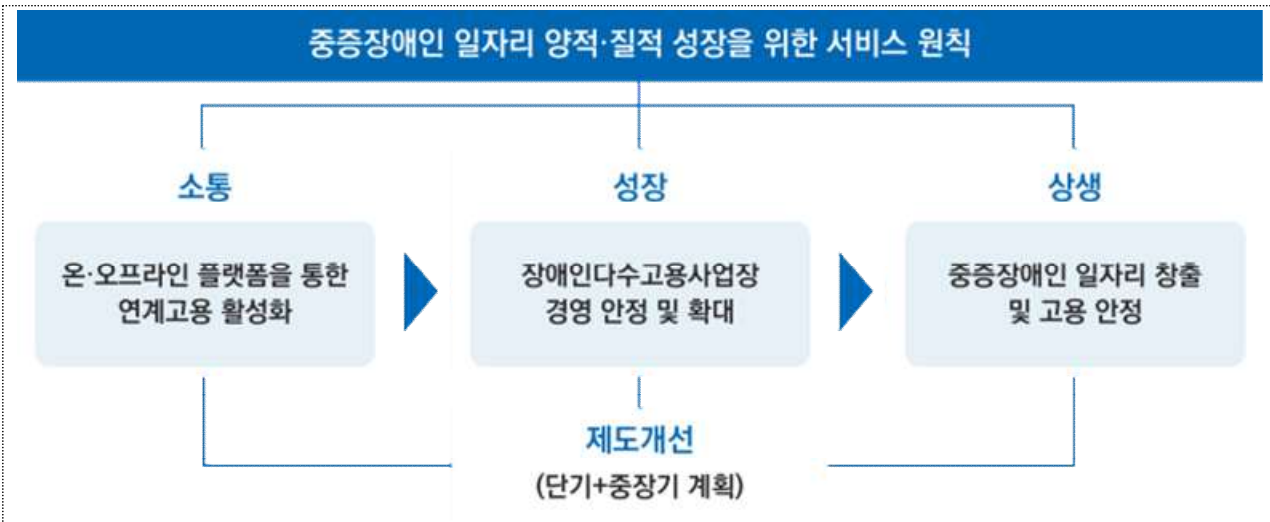 중증장애인 일자리 양적·질적 성장을 위한 서비스 원칙
소통
온·오프라인 플랫폼을 통한
연계고용 활성화
성장
장애인다수고용사업장
경영 안정 및 확대
상생
중증장애인 일자리 창출
및 고용 안정
제도개선
(단기+중장기 계획)